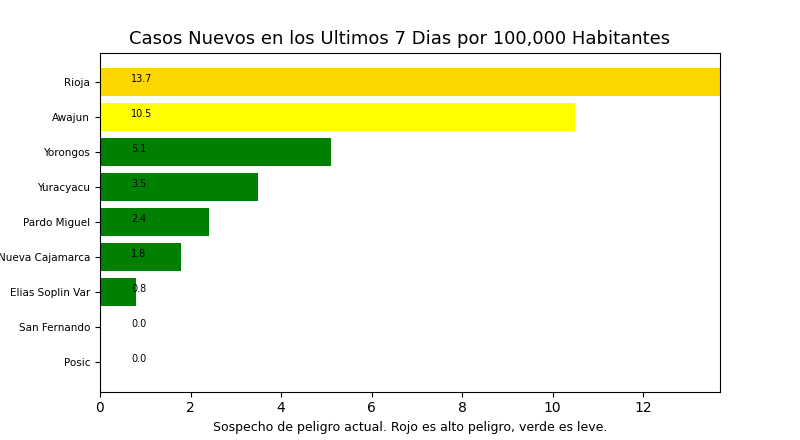 Casos Nuevos en los Ultimos 7 Dias por 100,000 Habitantes
Rioja 13.7
Awajun 10.5
Yorongos 5.1
Yuracyacu 3.5
Pardo Miguel 2.4
Nueva Cajamarca 1.8
Elias Soplin Var 0.8
San Fernando 0.0
Posic 0.0
0 2 4 6 8 10 12
Sospecho de peligro actual. Rojo es alto peligro, verde es leve.